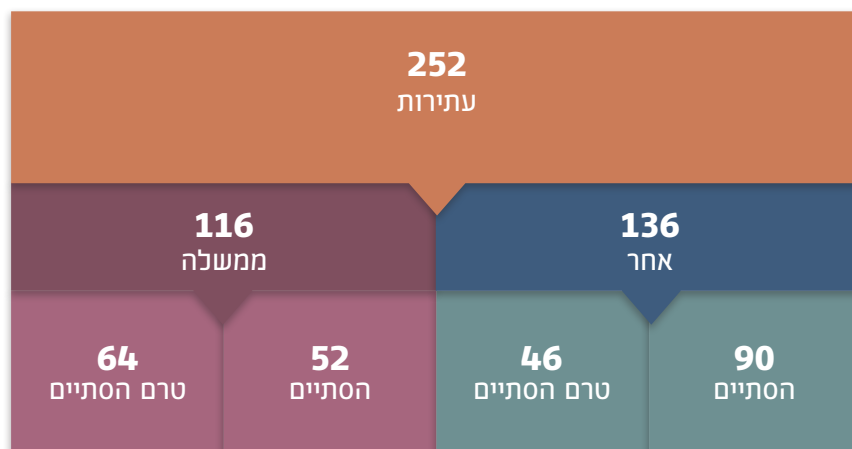 252
עתירות
136
אחר
116
ממשלה
90
הסתיים
46
טרם הסתיים
52
הסתיים
64
טרם הסתיים